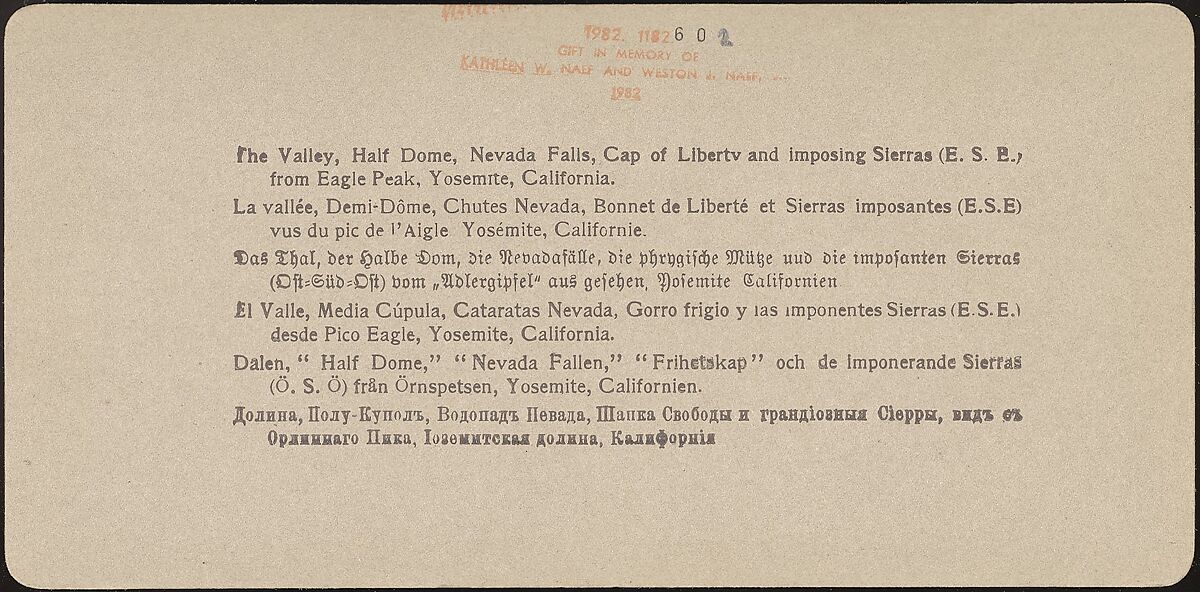 1982. 1182 60
GIFT IN MEMORY OF
KATHLEEN W. NAEF AND WESTON J. NAEF,
1982
The Valley, Half Dome, Nevada Falls, Cap of Liberty and imposing Sierras (E. S. E.)
from Eagle Peak, Yosemite, California.
La vallée, Demi-Dôme, Chutes Nevada, Bonnet de Liberté et Sierras imposantes (E.S.E)
vus du pic de l'Aigle Yosémite, Californie.
Das Thal, der Halbe Dom, die Nevadafälle, die phrygische Mütze uud die imposanten Sierras
(Ost-Süd-Ost) vom „Adlergipfel“ aus gesehen, Yosemite Californien
El Valle, Media Cúpula, Cataratas Nevada, Gorro frigio y las imponentes Sierras (E.S.E.)
desde Pico Eagle, Yosemite, California.
Dalen, “ Half Dome,” “ Nevada Fallen,” “ Frihetskap ” och de imponerande Sierras
(Ö. S. Ö) från Örnspetsen, Yosemite, Californien.
Долина, Полу-Куполъ, Водопадъ Невада, Шапка Свободы и грандіозныя Сіерры, видъ съ
Орлиннаго Пика, Іоземитская долина, Калифорнія